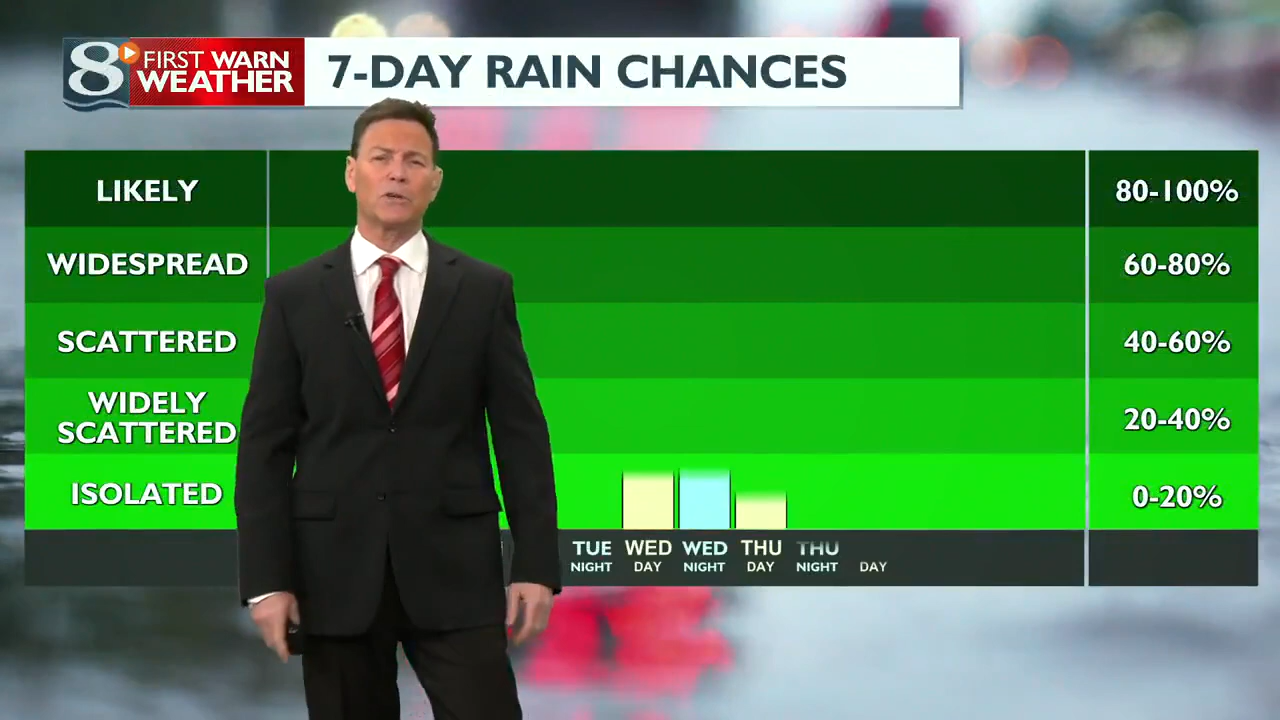 8 FIRST WARN
WEATHER
7-DAY RAIN CHANCES
LIKELY 80-100%
WIDESPREAD 60-80%
SCATTERED 40-60%
WIDELY
SCATTERED 20-40%
ISOLATED 0-20%
TUE WED WED THU THU
NIGHT DAY NIGHT DAY NIGHT DAY